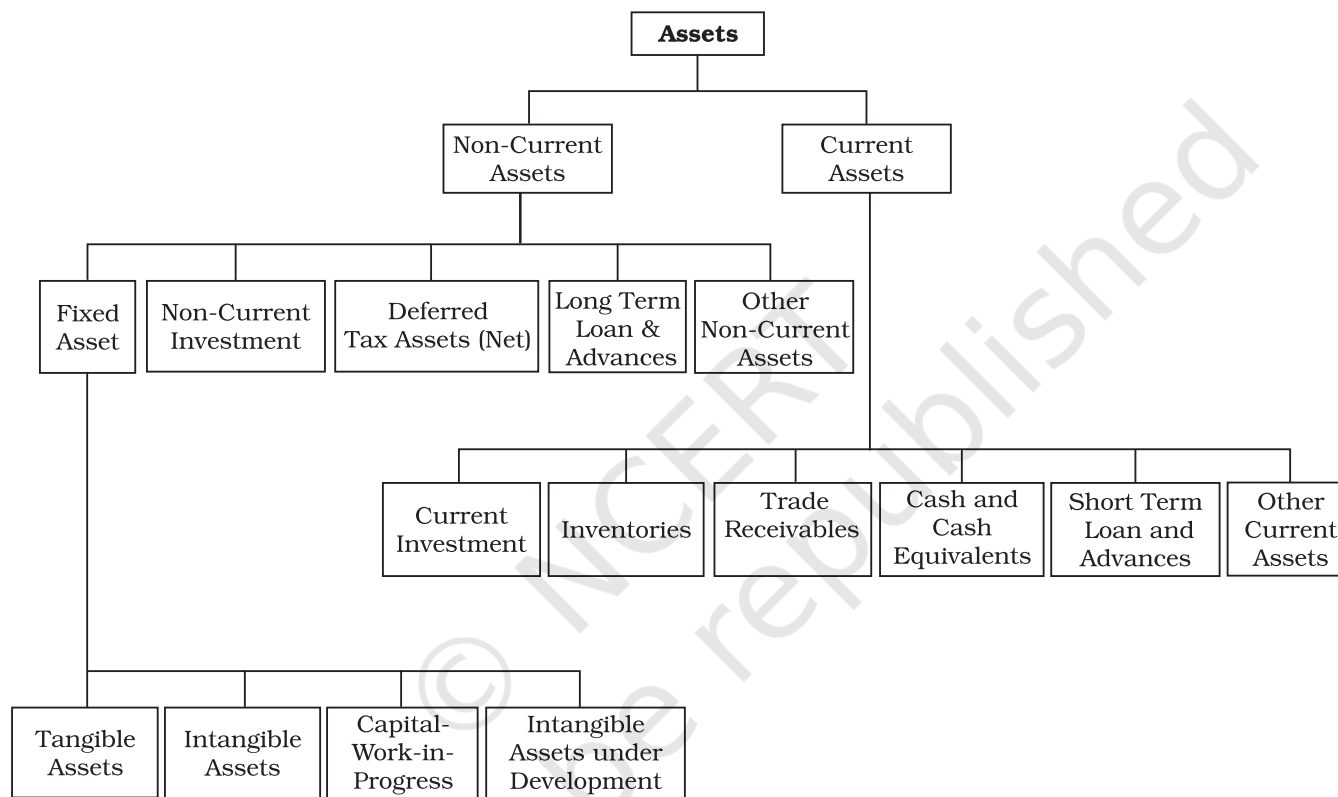 Assets
Non-Current
Assets
Current
Assets
Fixed
Asset
Non-Current
Investment
Deferred
Tax Assets (Net)
Long Term
Loan &
Advances
Other
Non-Current
Assets
Current
Investment
Inventories
Trade
Receivables
Cash and
Cash
Equivalents
Short Term
Loan and
Advances
Other
Current
Assets
Tangible
Assets
Intangible
Assets
Capital-
Work-in-
Progress
Intangible
Assets under
Development
© NCERT
be republished